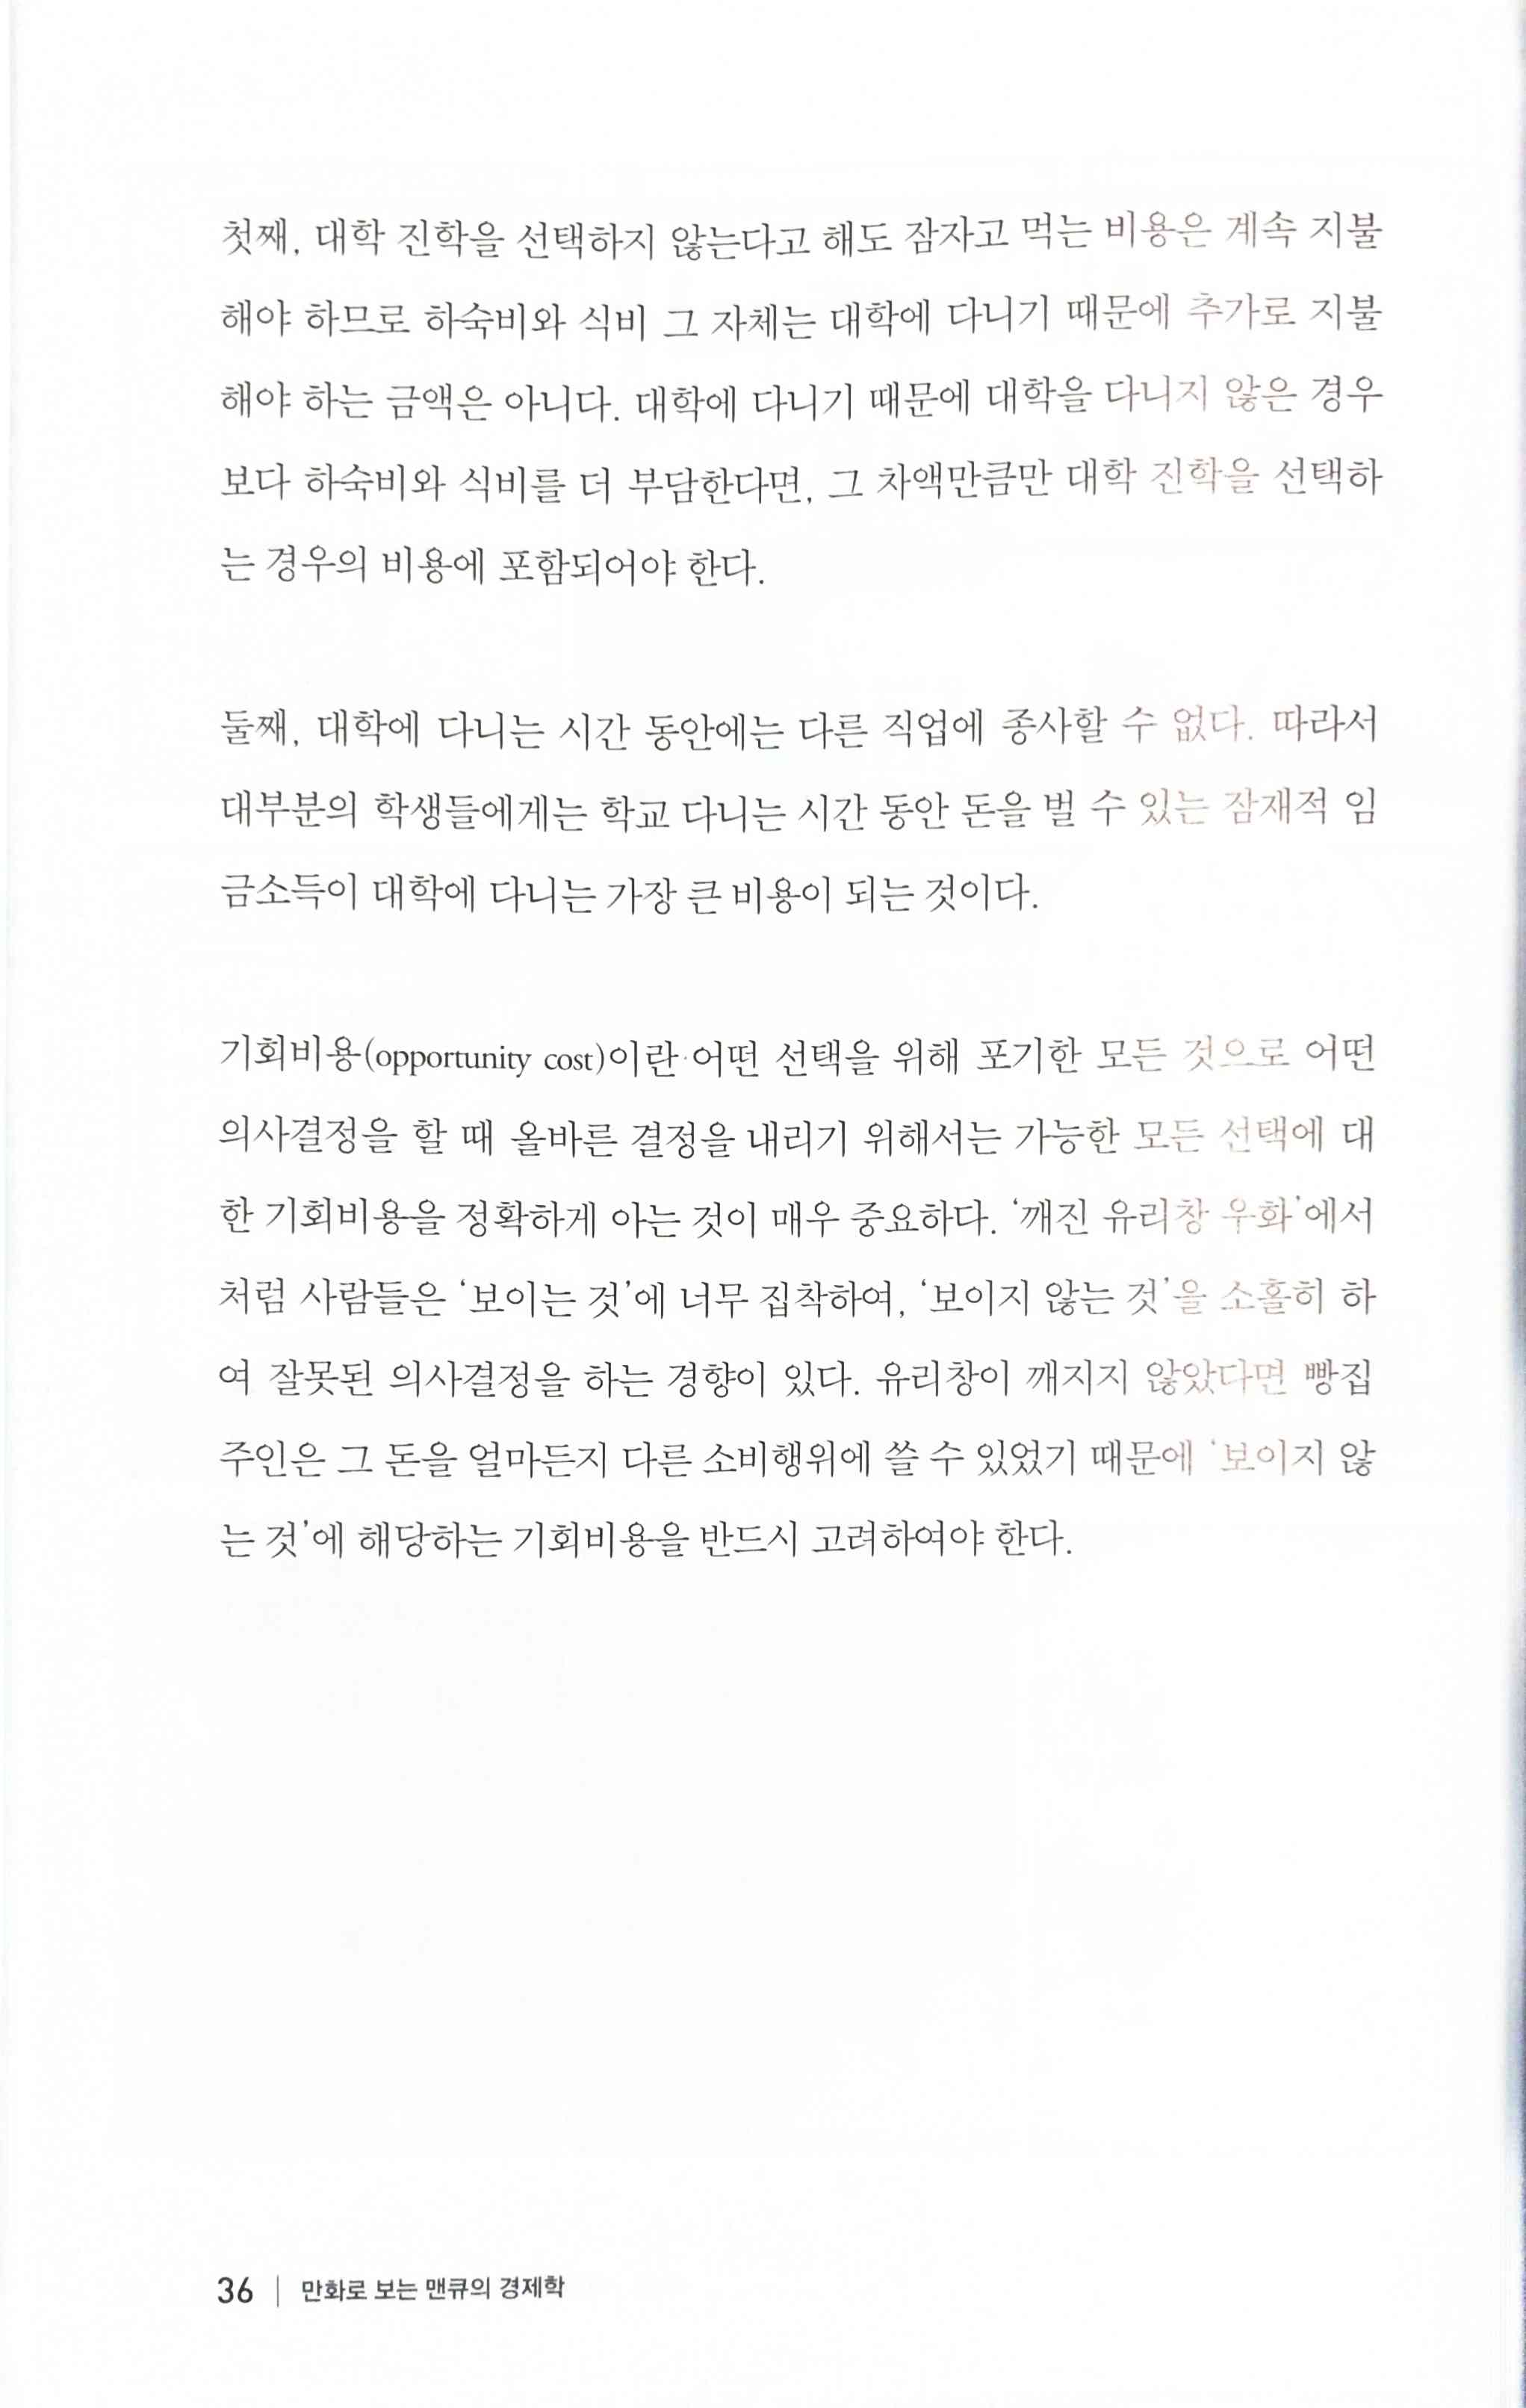 첫째, 대학 진학을 선택하지 않는다고 해도 잠자고 먹는 비용은 계속 지불
해야 하므로 하숙비와 식비 그 자체는 대학에 다니기 때문에 추가로 지불
해야 하는 금액은 아니다. 대학에 다니기 때문에 대학을 다니지 않은 경우
보다 하숙비와 식비를 더 부담한다면, 그 차액만큼만 대학 진학을 선택하
는 경우의 비용에 포함되어야 한다.
둘째, 대학에 다니는 시간 동안에는 다른 직업에 종사할 수 없다. 따라서
대부분의 학생들에게는 학교 다니는 시간 동안 돈을 벌 수 있는 잠재적 임
금소득이 대학에 다니는 가장 큰 비용이 되는 것이다.
기회비용(opportunity cost)이란 어떤 선택을 위해 포기한 모든 것으로 어떤
의사결정을 할 때 올바른 결정을 내리기 위해서는 가능한 모든 선택에 대
한 기회비용을 정확하게 아는 것이 매우 중요하다. ‘깨진 유리창 우화’에서
처럼 사람들은 ‘보이는 것’에 너무 집착하여, ‘보이지 않는 것’을 소홀히 하
여 잘못된 의사결정을 하는 경향이 있다. 유리창이 깨지지 않았다면 빵집
주인은 그 돈을 얼마든지 다른 소비행위에 쓸 수 있었기 때문에 ‘보이지 않
는 것’에 해당하는 기회비용을 반드시 고려하여야 한다.
36 | 만화로 보는 맨큐의 경제학